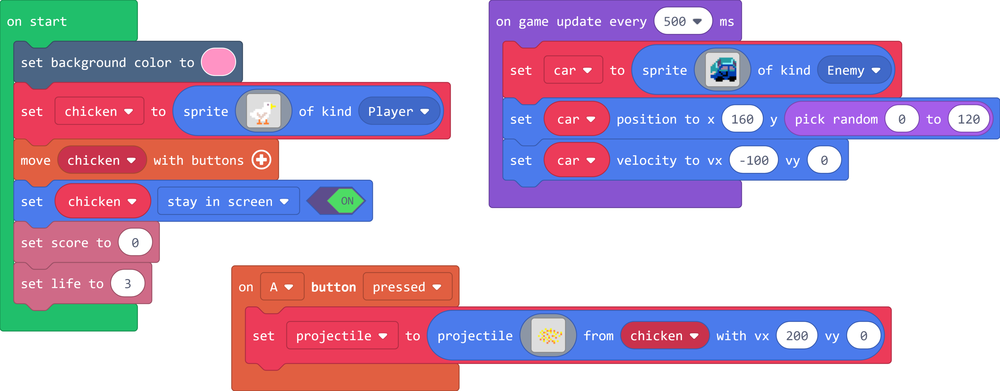 on start
set background color to
set chicken to sprite of kind Player
move chicken with buttons
set chicken stay in screen ON
set score to 0
set life to 3
on game update every 500 ms
set car to sprite of kind Enemy
set car position to x 160 y pick random 0 to 120
set car velocity to vx -100 vy 0
on A button pressed
set projectile to projectile from chicken with vx 200 vy 0